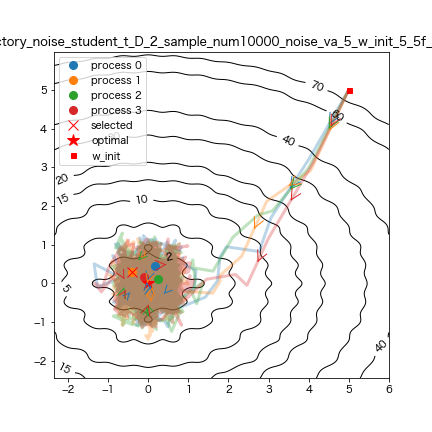 ctory_noise_student_t_D_2_sample_num10000_noise_va_5_w_init_5_5f_
process 0
process 1
process 2
process 3
selected
optimal
w_init
70
40
20
15
10
2
5
15
40
5
4
3
2
1
0
−1
−2
−2 −1 0 1 2 3 4 5 6